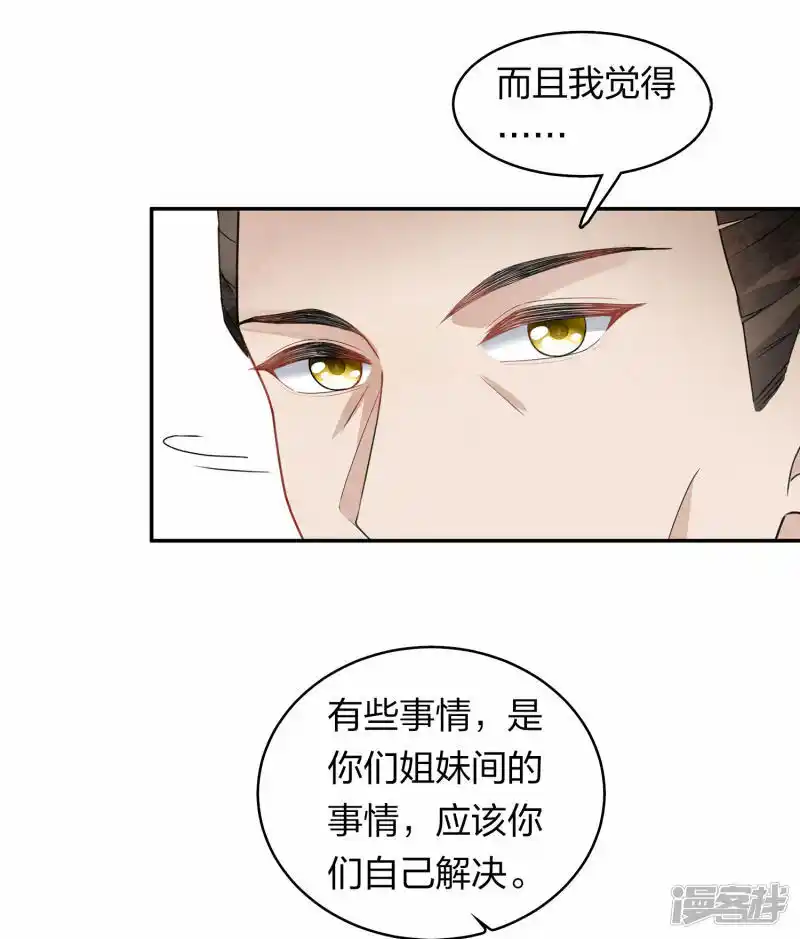 而且我觉得
……
有些事情，是
你们姐妹间的
事情，应该你
们自己解决。
漫客栈